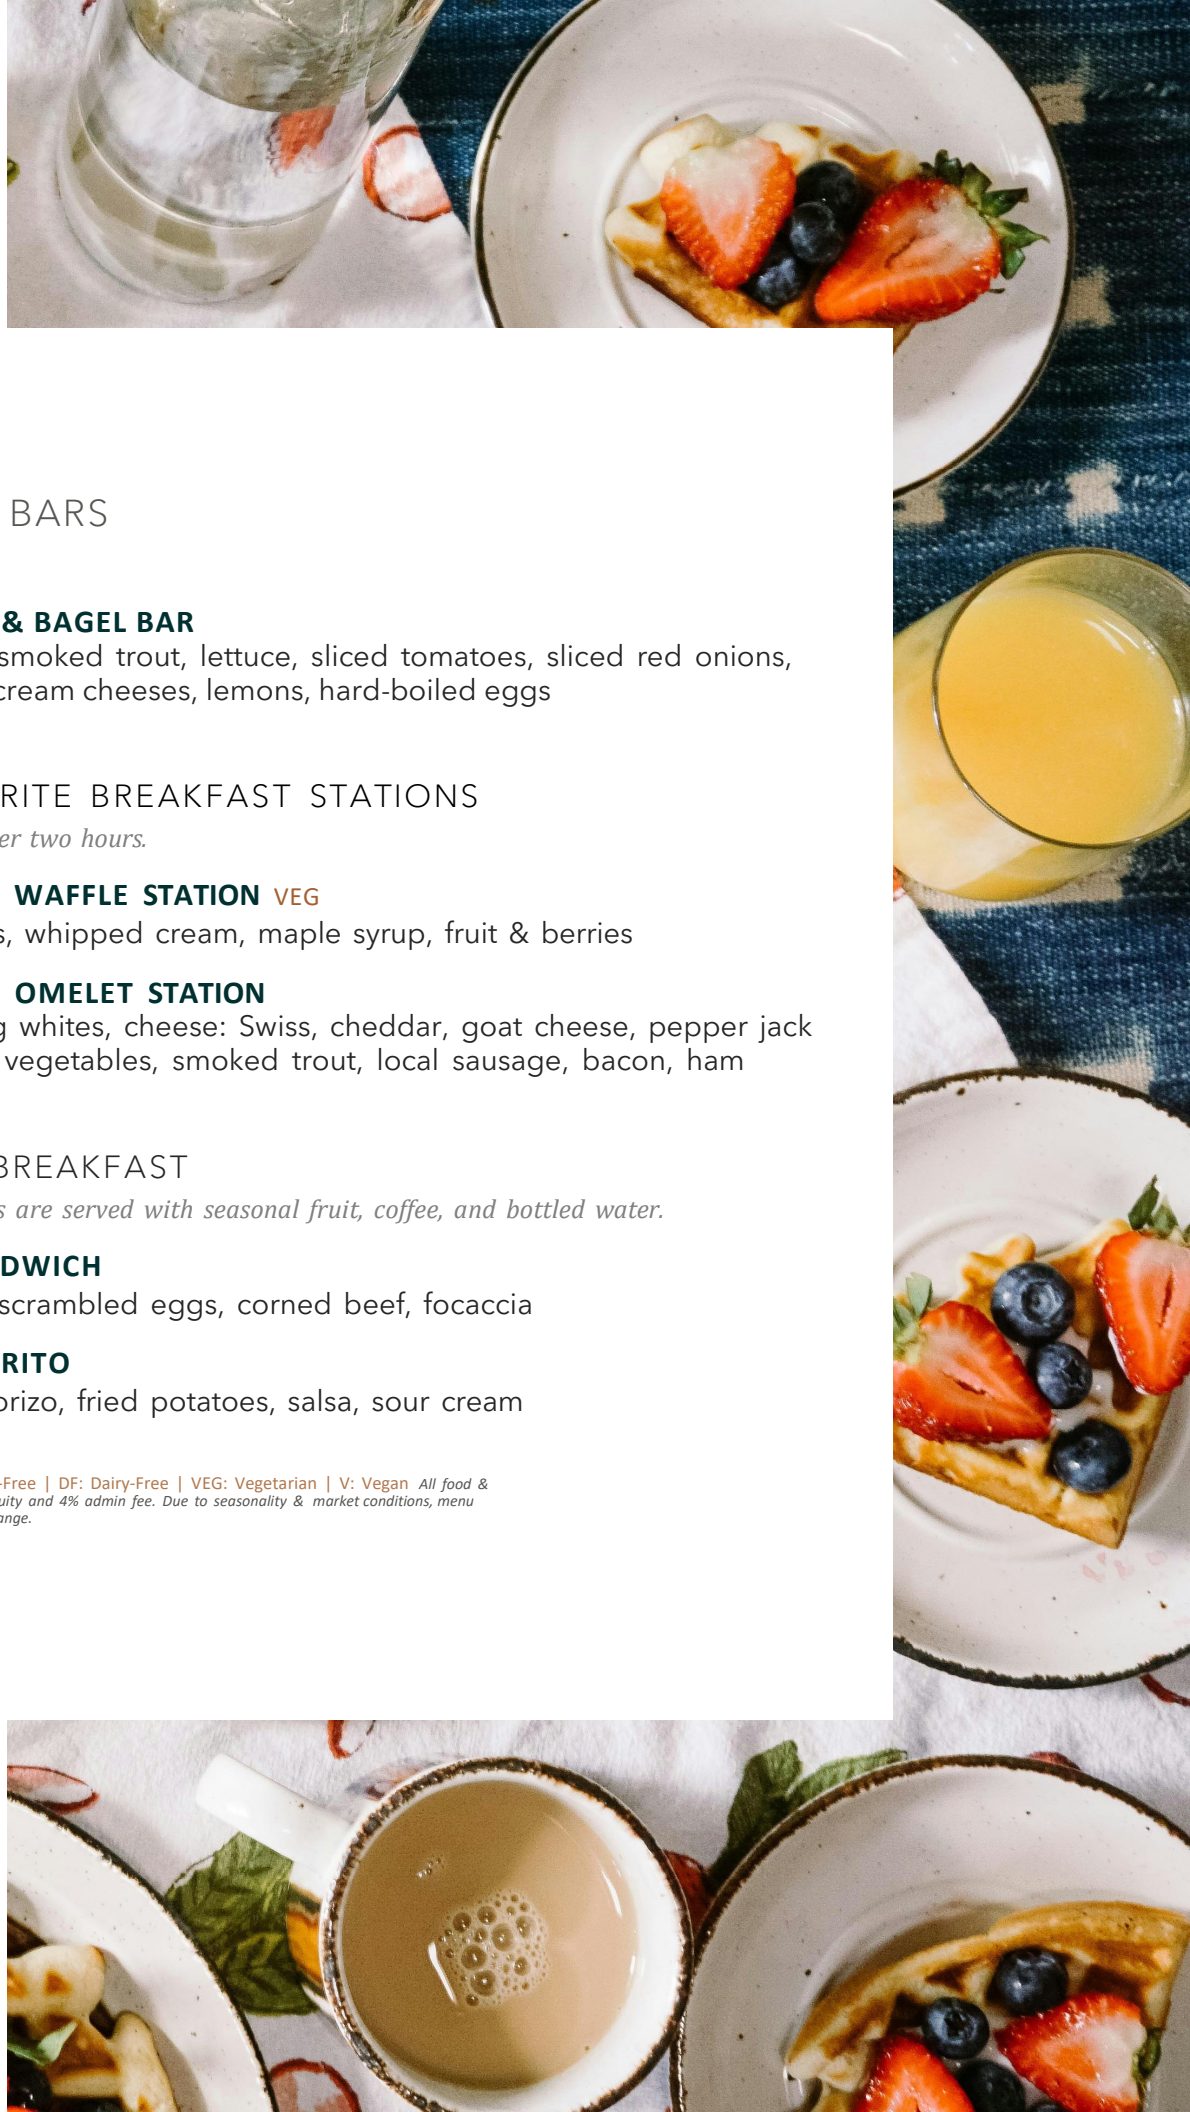 BARS
& BAGEL BAR
smoked trout, lettuce, sliced tomatoes, sliced red onions,
cream cheeses, lemons, hard-boiled eggs
RITE BREAKFAST STATIONS
er two hours.
WAFFLE STATION VEG
s, whipped cream, maple syrup, fruit & berries
OMELET STATION
g whites, cheese: Swiss, cheddar, goat cheese, pepper jack
vegetables, smoked trout, local sausage, bacon, ham
BREAKFAST
s are served with seasonal fruit, coffee, and bottled water.
DWICH
scrambled eggs, corned beef, focaccia
RITO
orizo, fried potatoes, salsa, sour cream
-Free | DF: Dairy-Free | VEG: Vegetarian | V: Vegan All food &
uity and 4% admin fee. Due to seasonality & market conditions, menu
ange.